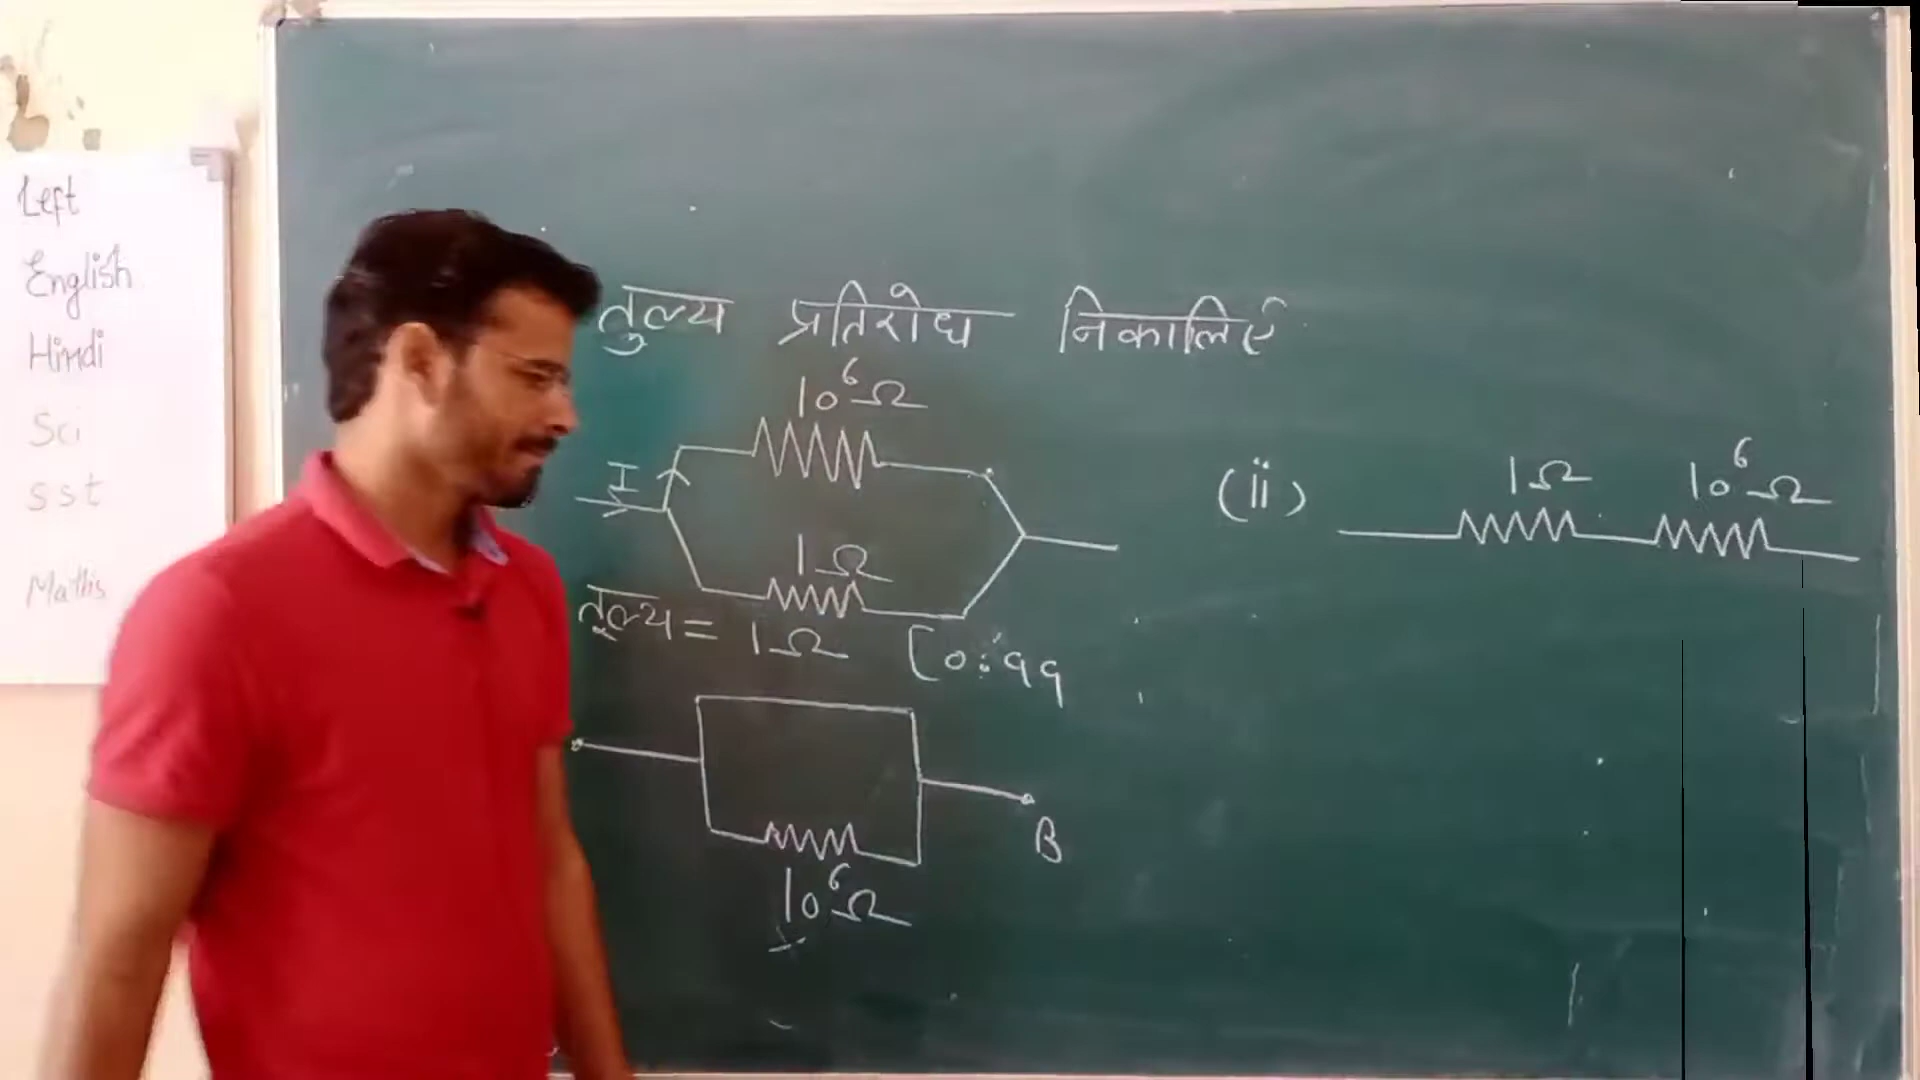 Left
English
Hindi
Sci
sst
Maths
तुल्य प्रतिरोध निकालिए
10⁶Ω
I
1Ω
तुल्य = 1Ω [0.99
(ii) 1Ω 10⁶Ω
B
10⁶Ω